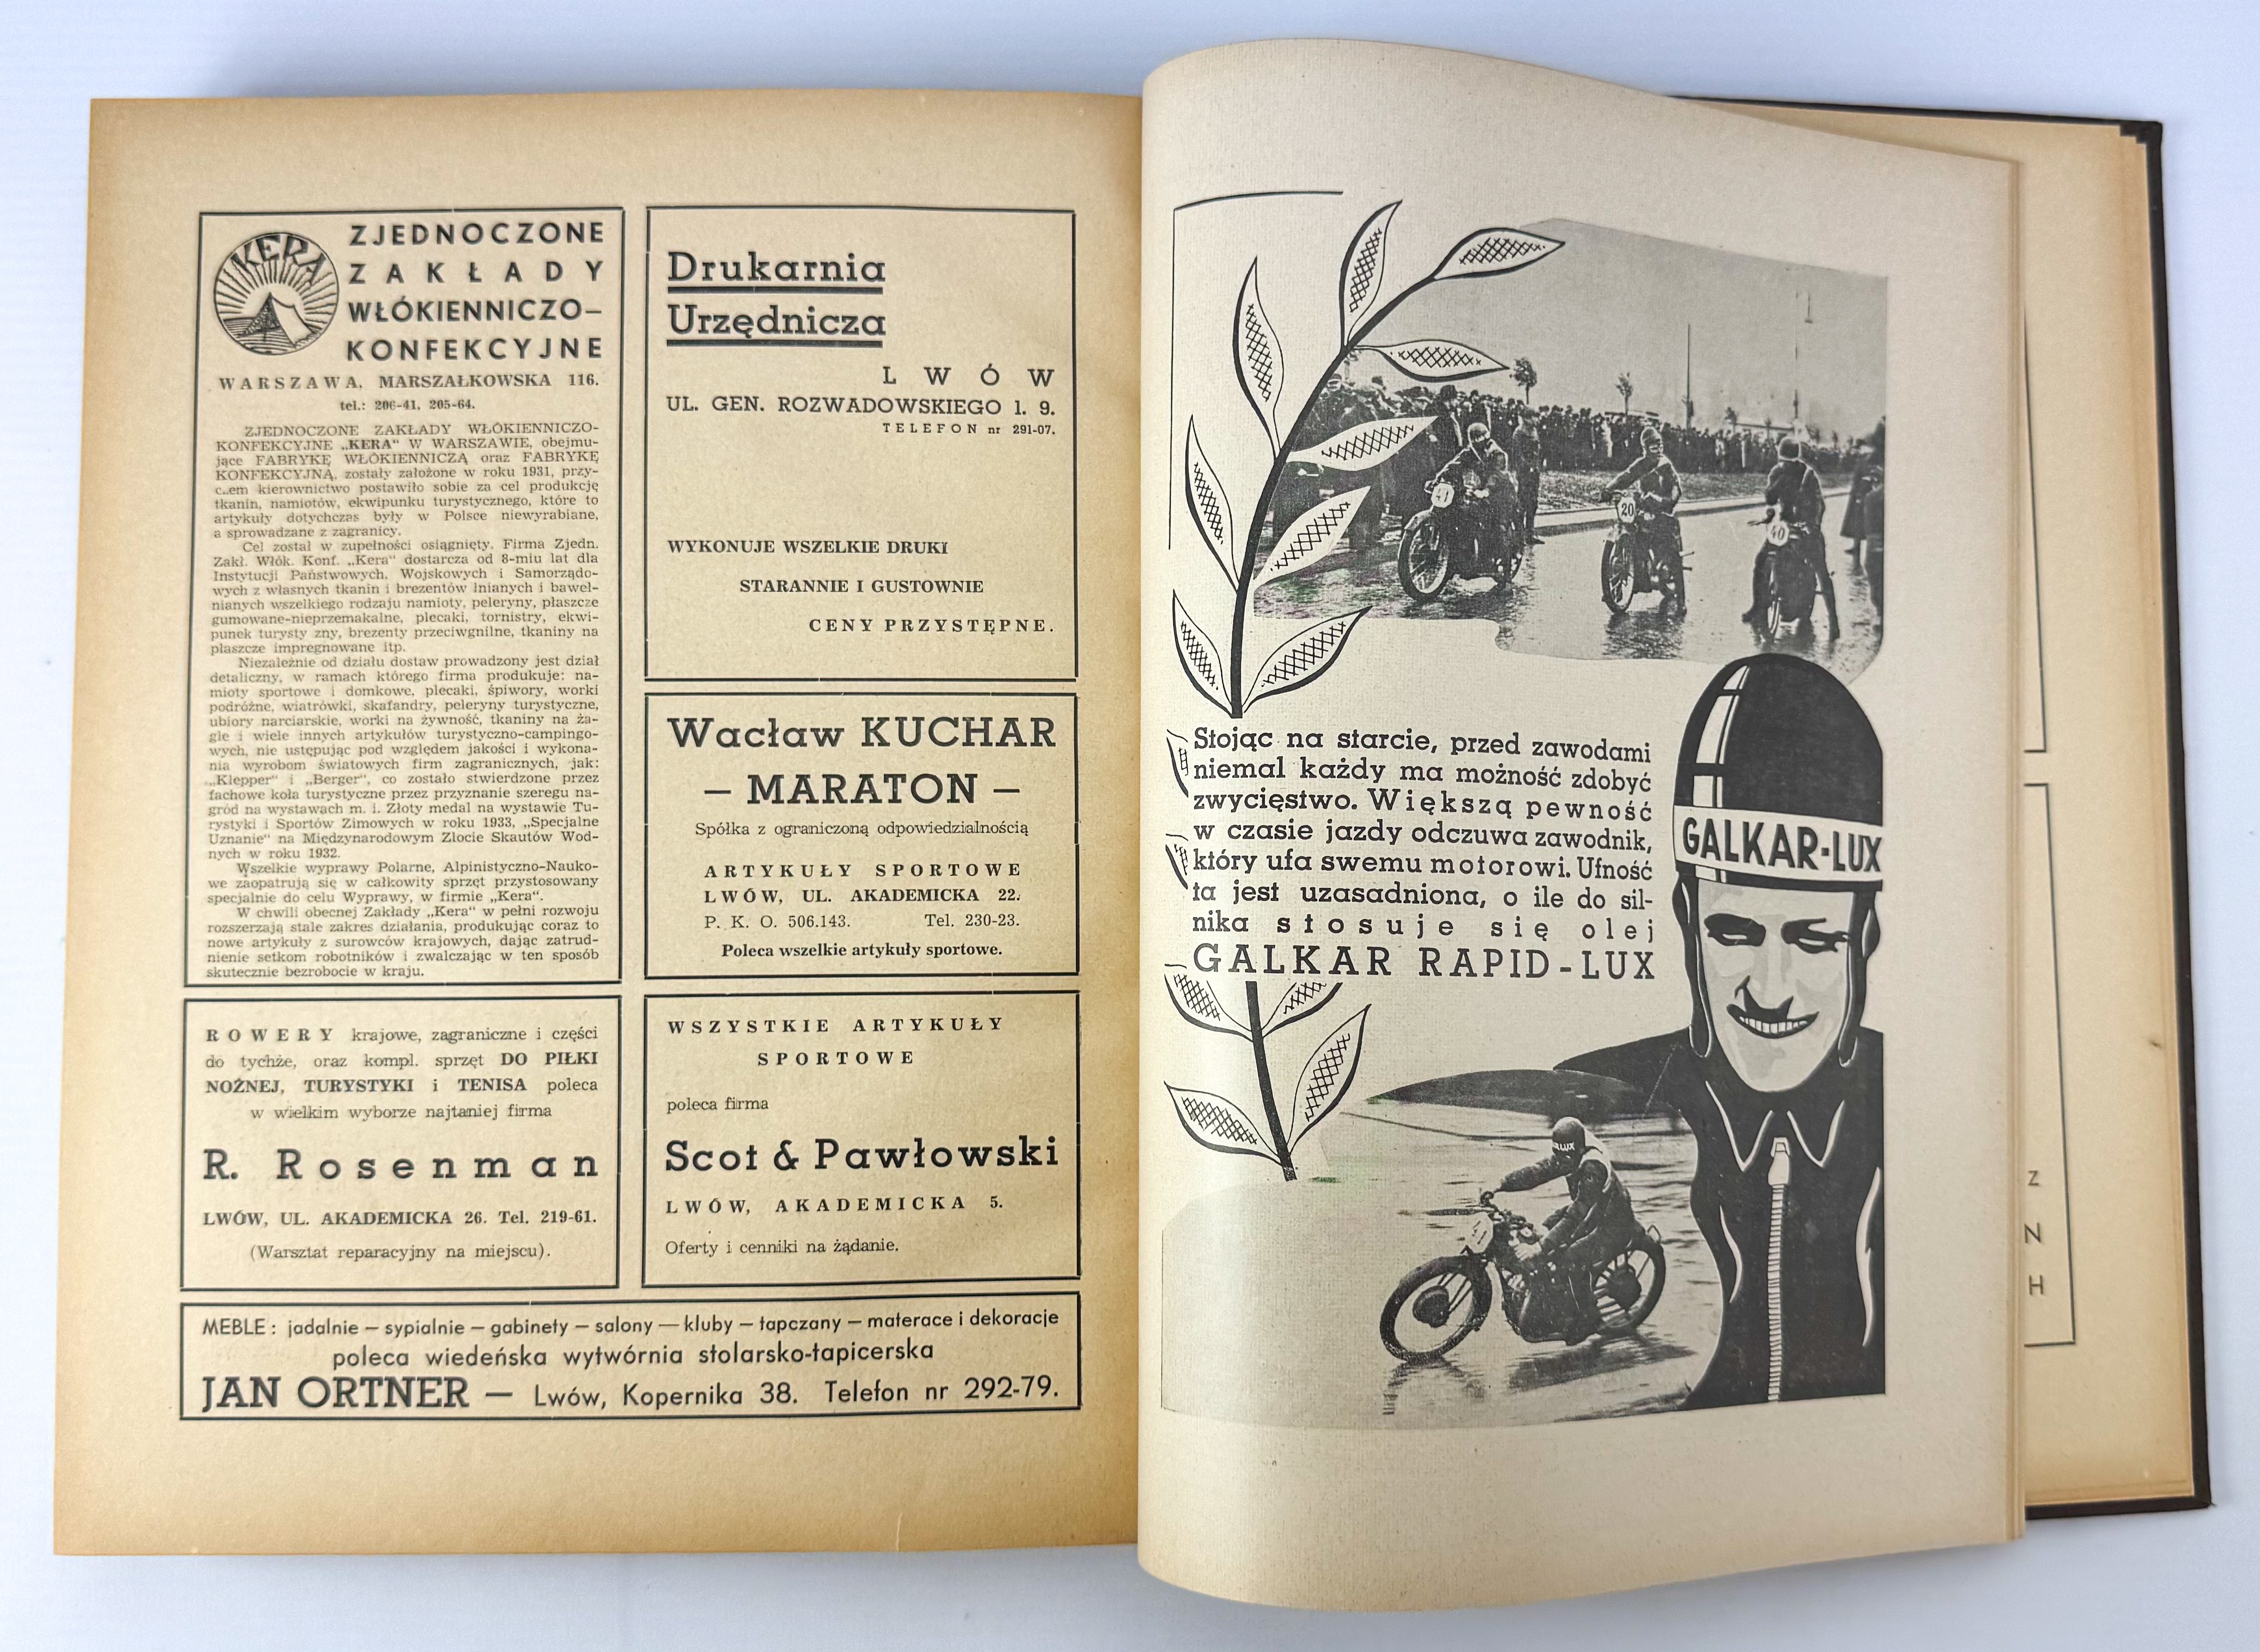 KERA
ZJEDNOCZONE
ZAKŁADY
WŁÓKIENNICZO–
KONFEKCYJNE
WARSZAWA, MARSZAŁKOWSKA 116.
tel.: 206-41, 205-64.
ZJEDNOCZONE ZAKŁADY WŁÓKIENNICZO-
KONFEKCYJNE „KERA" W WARSZAWIE, obejmu-
jące FABRYKĘ WŁÓKIENNICZĄ oraz FABRYKĘ
KONFEKCYJNĄ, zostały założone w roku 1931, przy-
c..em kierownictwo postawiło sobie za cel produkcję
tkanin, namiotów, ekwipunku turystycznego, które to
artykuły dotychczas były w Polsce niewyrabiane,
a sprowadzane z zagranicy.
Cel został w zupełności osiągnięty. Firma Zjedn.
Zakł. Włók. Konf. „Kera" dostarcza od 8-miu lat dla
Instytucji Państwowych, Wojskowych i Samorządo-
wych z własnych tkanin i brezentów lnianych i baweł-
nianych wszelkiego rodzaju namioty, peleryny, płaszcze
gumowane-nieprzemakalne, plecaki, tornistry, ekwi-
punek turysty zny, brezenty przeciwgnilne, tkaniny na
płaszcze impregnowane itp.
Niezależnie od działu dostaw prowadzony jest dział
detaliczny, w ramach którego firma produkuje: na-
mioty sportowe i domkowe, plecaki, śpiwory, worki
podróżne, wiatrówki, skafandry, peleryny turystyczne,
ubiory narciarskie, worki na żywność, tkaniny na ża-
gle i wiele innych artykułów turystyczno-campingo-
wych, nie ustępując pod względem jakości i wykona-
nia wyrobom światowych firm zagranicznych, jak:
„Klepper" i „Berger", co zostało stwierdzone przez
fachowe koła turystyczne przez przyznanie szeregu na-
gród na wystawach m. i. Złoty medal na wystawie Tu-
rystyki i Sportów Zimowych w roku 1933, „Specjalne
Uznanie" na Międzynarodowym Zlocie Skautów Wod-
nych w roku 1932.
Wszelkie wyprawy Polarne, Alpinistyczno-Nauko-
we zaopatrują się w całkowity sprzęt przystosowany
specjalnie do celu Wyprawy, w firmie „Kera".
W chwili obecnej Zakłady „Kera" w pełni rozwoju
rozszerzają stale zakres działania, produkując coraz to
nowe artykuły z surowców krajowych, dając zatrud-
nienie setkom robotników i zwalczając w ten sposób
skutecznie bezrobocie w kraju.
Drukarnia
Urzędnicza
LWÓW
UL. GEN. ROZWADOWSKIEGO l. 9.
TELEFON nr 291-07.
WYKONUJE WSZELKIE DRUKI
STARANNIE I GUSTOWNIE
CENY PRZYSTĘPNE.
Wacław KUCHAR
– MARATON –
Spółka z ograniczoną odpowiedzialnością
ARTYKUŁY SPORTOWE
LWÓW, UL. AKADEMICKA 22.
P. K. O. 506.143. Tel. 230-23.
Poleca wszelkie artykuły sportowe.
ROWERY krajowe, zagraniczne i części
do tychże, oraz kompl. sprzęt DO PIŁKI
NOŻNEJ, TURYSTYKI i TENISA poleca
w wielkim wyborze najtaniej firma
R. Rosenman
LWÓW, UL. AKADEMICKA 26. Tel. 219-61.
(Warsztat reparacyjny na miejscu).
WSZYSTKIE ARTYKUŁY
SPORTOWE
poleca firma
Scot & Pawłowski
LWÓW, AKADEMICKA 5.
Oferty i cenniki na żądanie.
MEBLE: jadalnie – sypialnie – gabinety – salony – kluby – tapczany – materace i dekoracje
poleca wiedeńska wytwórnia stolarsko-tapicerska
JAN ORTNER – Lwów, Kopernika 38. Telefon nr 292-79.
41
20
40
Stojąc na starcie, przed zawodami
niemal każdy ma możność zdobyć
zwycięstwo. Większą pewność
w czasie jazdy odczuwa zawodnik,
który ufa swemu motorowi. Ufność
ta jest uzasadniona, o ile do sil-
nika stosuje się olej
GALKAR RAPID-LUX
GALKAR-LUX
LUX
Z
N
H